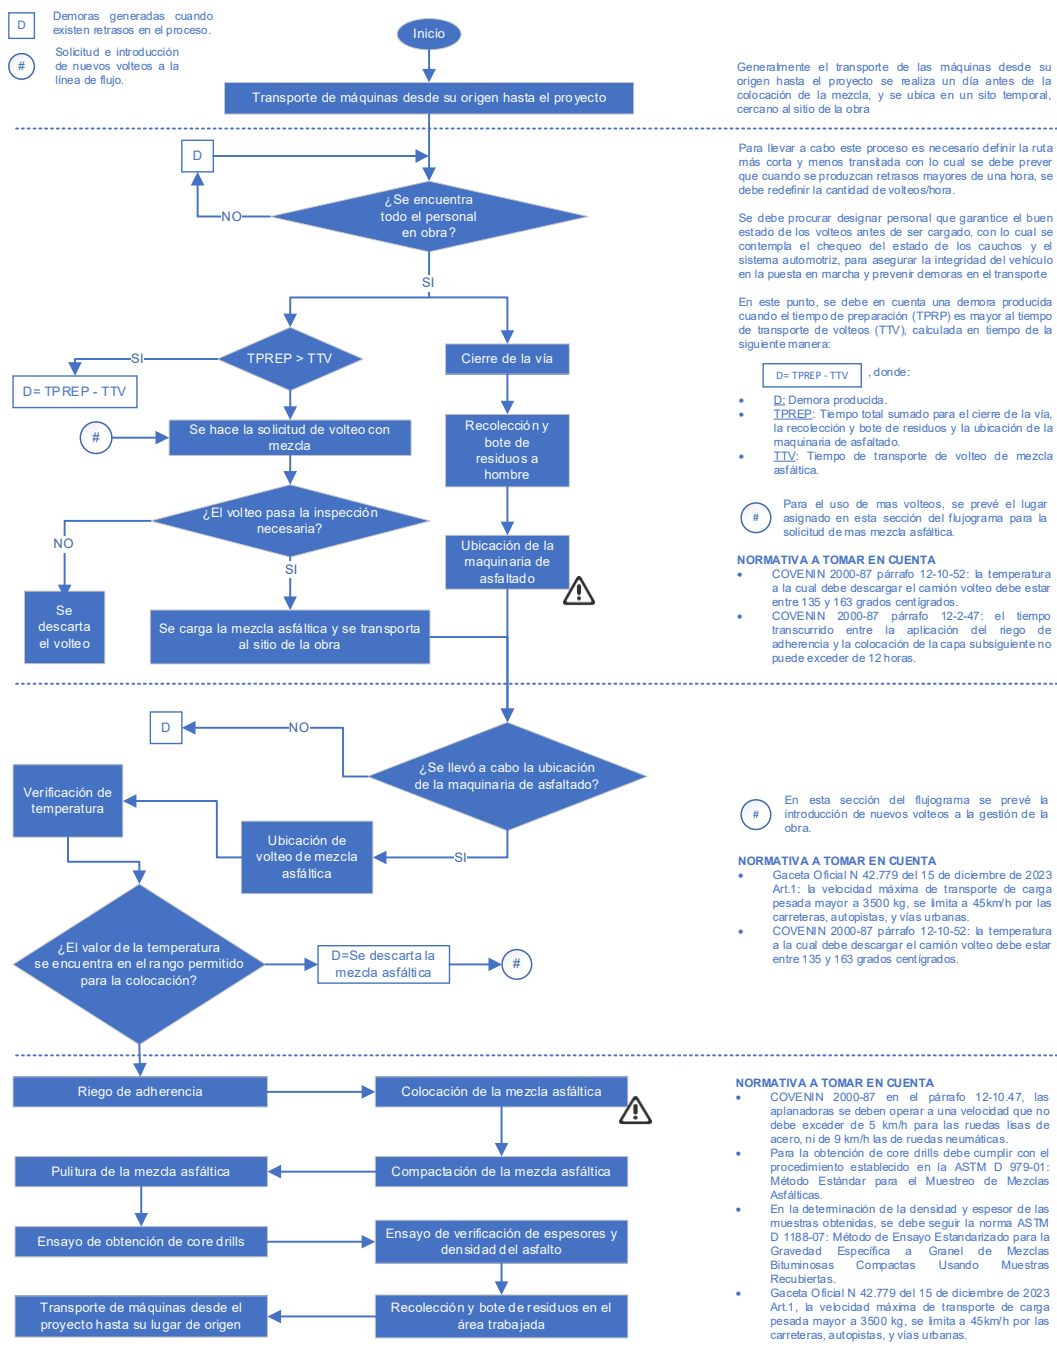 D
Demoras generadas cuando
existen retrasos en el proceso.
#
Solicitud e introducción
de nuevos volteos a la
línea de flujo.
Inicio
Transporte de máquinas desde su origen hasta el proyecto
Generalmente el transporte de las máquinas desde su
origen hasta el proyecto se realiza un día antes de la
colocación de la mezcla, y se ubica en un sito temporal,
cercano al sitio de la obra
D
¿Se encuentra
todo el personal
en obra?
NO
SI
TPREP > TTV
SI
D= TPREP - TTV
Cierre de la vía
#
Se hace la solicitud de volteo con
mezcla
Recolección y
bote de
residuos a
hombre
¿El volteo pasa la inspección
necesaria?
NO
SI
Ubicación de la
maquinaria de
asfaltado
Se
descarta
el volteo
Se carga la mezcla asfáltica y se transporta
al sitio de la obra
Para llevar a cabo este proceso es necesario definir la ruta
más corta y menos transitada con lo cual se debe prever
que cuando se produzcan retrasos mayores de una hora, se
debe redefinir la cantidad de volteos/hora.
Se debe procurar designar personal que garantice el buen
estado de los volteos antes de ser cargado, con lo cual se
contempla el chequeo del estado de los cauchos y el
sistema automotriz, para asegurar la integridad del vehículo
en la puesta en marcha y prevenir demoras en el transporte
En este punto, se debe en cuenta una demora producida
cuando el tiempo de preparación (TPRP) es mayor al tiempo
de transporte de volteos (TTV), calculada en tiempo de la
siguiente manera:
D= TPREP - TTV , donde:
• D: Demora producida.
• TPREP: Tiempo total sumado para el cierre de la vía,
la recolección y bote de residuos y la ubicación de la
maquinaria de asfaltado.
• TTV: Tiempo de transporte de volteo de mezcla
asfáltica.
#
Para el uso de mas volteos, se prevé el lugar
asignado en esta sección del flujograma para la
solicitud de mas mezcla asfáltica.
NORMATIVA A TOMAR EN CUENTA
• COVENIN 2000-87 párrafo 12-10-52: la temperatura
a la cual debe descargar el camión volteo debe estar
entre 135 y 163 grados centígrados.
• COVENIN 2000-87 párrafo 12-2-47: el tiempo
transcurrido entre la aplicación del riego de
adherencia y la colocación de la capa subsiguiente no
puede exceder de 12 horas.
D
NO
¿Se llevó a cabo la ubicación
de la maquinaria de asfaltado?
SI
Verificación de
temperatura
Ubicación de
volteo de mezcla
asfáltica
¿El valor de la temperatura
se encuentra en el rango permitido
para la colocación?
D=Se descarta la
mezcla asfáltica
#
#
En esta sección del flujograma se prevé la
introducción de nuevos volteos a la gestión de la
obra.
NORMATIVA A TOMAR EN CUENTA
• Gaceta Oficial N 42.779 del 15 de diciembre de 2023
Art.1: la velocidad máxima de transporte de carga
pesada mayor a 3500 kg, se limita a 45km/h por las
carreteras, autopistas, y vías urbanas.
• COVENIN 2000-87 párrafo 12-10-52: la temperatura
a la cual debe descargar el camión volteo debe estar
entre 135 y 163 grados centígrados.
Riego de adherencia
Colocación de la mezcla asfáltica
Pulitura de la mezcla asfáltica
Compactación de la mezcla asfáltica
Ensayo de obtención de core drills
Ensayo de verificación de espesores y
densidad del asfalto
Transporte de máquinas desde el
proyecto hasta su lugar de origen
Recolección y bote de residuos en el
área trabajada
NORMATIVA A TOMAR EN CUENTA
• COVENIN 2000-87 en el párrafo 12-10.47, las
aplanadoras se deben operar a una velocidad que no
debe exceder de 5 km/h para las ruedas lisas de
acero, ni de 9 km/h las de ruedas neumáticas.
• Para la obtención de core drills debe cumplir con el
procedimiento establecido en la ASTM D 979-01:
Método Estándar para el Muestreo de Mezclas
Asfálticas.
• En la determinación de la densidad y espesor de las
muestras obtenidas, se debe seguir la norma ASTM
D 1188-07: Método de Ensayo Estandarizado para la
Gravedad Específica a Granel de Mezclas
Bituminosas Compactas Usando Muestras
Recubiertas.
• Gaceta Oficial N 42.779 del 15 de diciembre de 2023
Art.1, la velocidad máxima de transporte de carga
pesada mayor a 3500 kg, se limita a 45km/h por las
carreteras, autopistas, y vías urbanas.